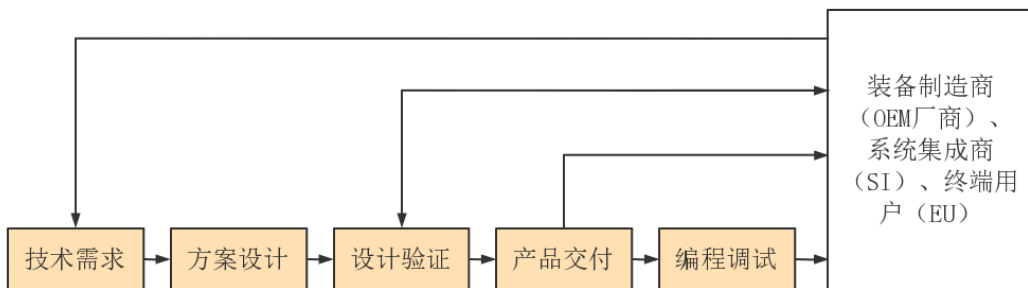 装备制造商
（OEM厂商）、
系统集成商
（SI）、终端用
户（EU）
技术需求
方案设计
设计验证
产品交付
编程调试